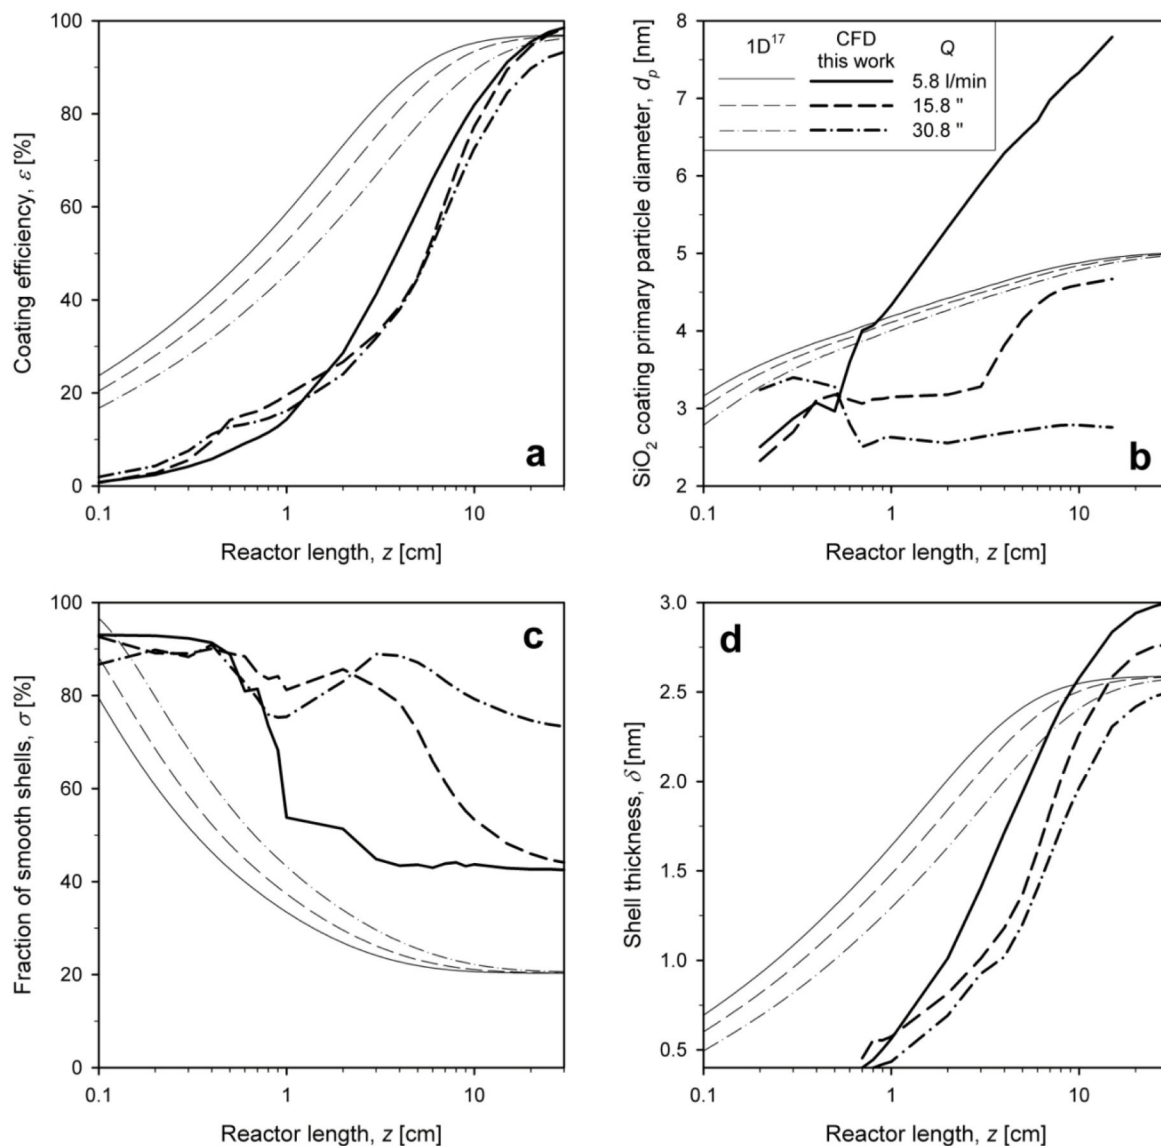 100
80
60
40
20
0
Coating efficiency, ε [%]
a
0.1 1 10
Reactor length, z [cm]
8
7
6
5
4
3
2
SiO₂ coating primary particle diameter, dₚ [nm]
1D¹⁷ CFD Q
this work
5.8 l/min
15.8 "
30.8 "
b
0.1 1 10
Reactor length, z [cm]
100
80
60
40
20
0
Fraction of smooth shells, σ [%]
c
0.1 1 10
Reactor length, z [cm]
3.0
2.5
2.0
1.5
1.0
0.5
Shell thickness, δ [nm]
d
0.1 1 10
Reactor length, z [cm]